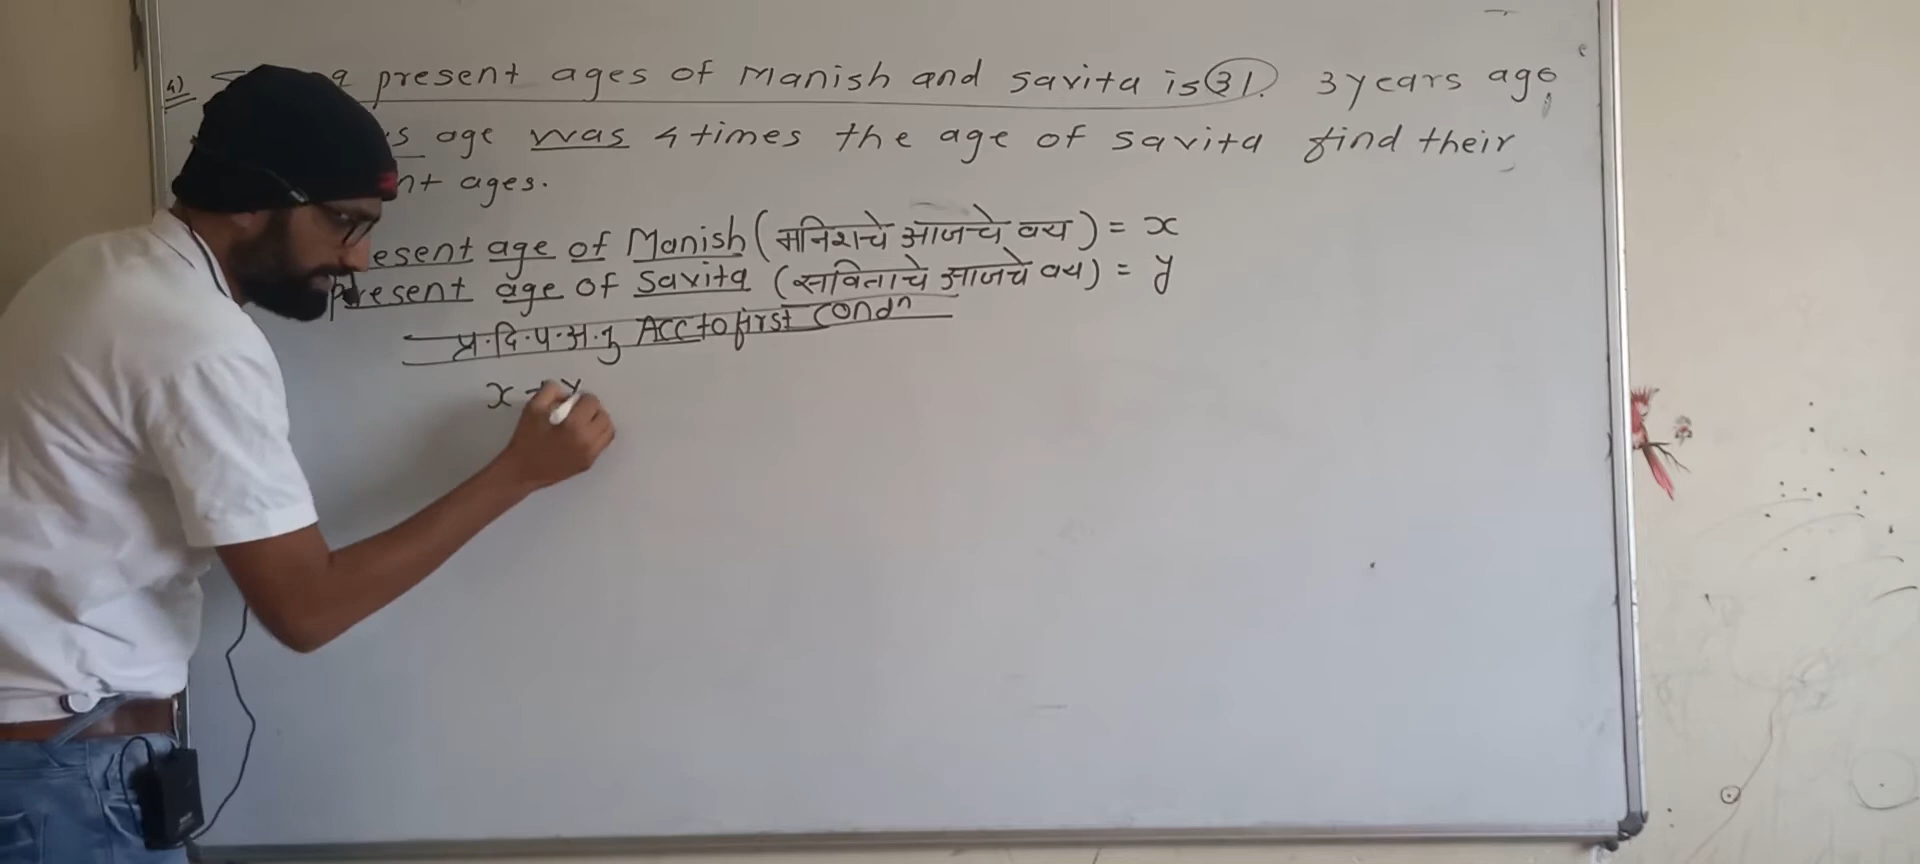 4) present ages of Manish and Savita is 31. 3 years ago
age was 4 times the age of Savita find their
ages.
esent age of Manish (मनिशचे आजचे वय) = x
present age of Savita (सविताचे आजचे वय) = y
प्र.दि.प.अ.नु Acc to first condⁿ
x + y